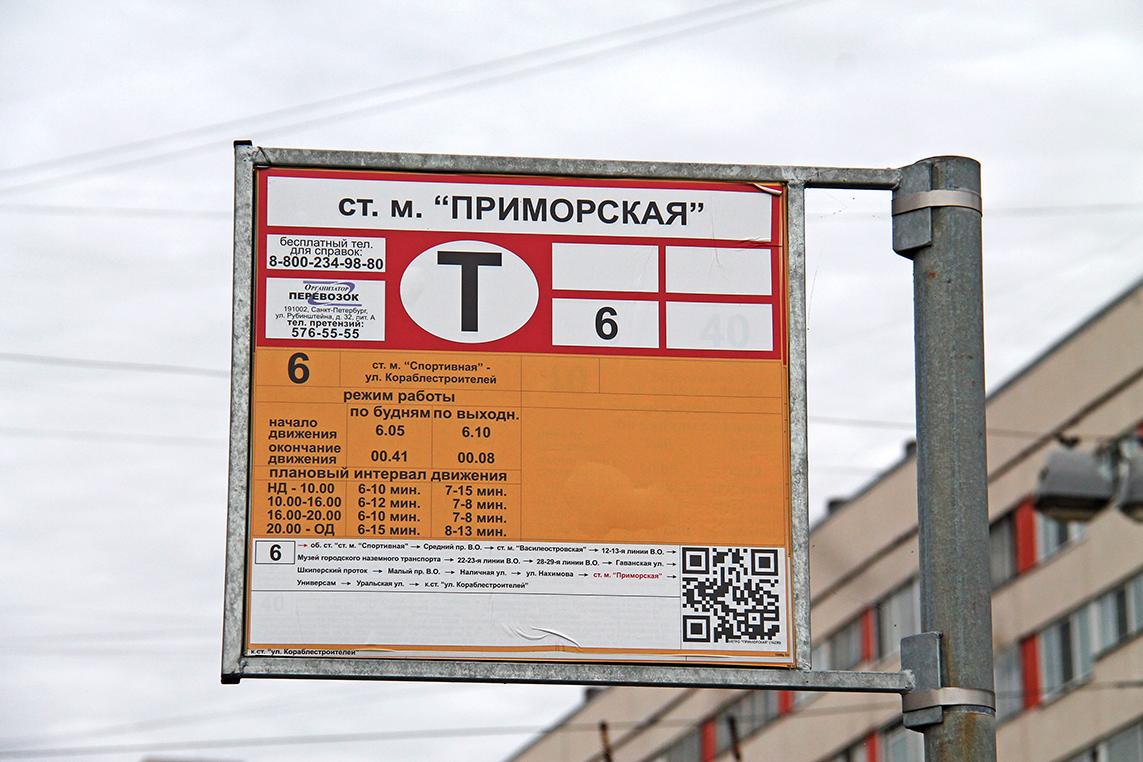 ст. м. “ПРИМОРСКАЯ”
бесплатный тел.
для справок:
8-800-234-98-80
Т
ОРГАНИЗАТОР
ПЕРЕВОЗОК
191002, Санкт-Петербург,
ул. Рубинштейна, д. 32, лит. А
тел. претензий:
576-55-55
6
40
6
ст. м. “Спортивная” -
ул. Кораблестроителей
режим работы
по будням по выходн.
начало движения 6.05 6.10
окончание движения 00.41 00.08
плановый интервал движения
НД - 10.00 6-10 мин. 7-15 мин.
10.00-16.00 6-12 мин. 7-8 мин.
16.00-20.00 6-10 мин. 7-8 мин.
20.00 - ОД 6-15 мин. 8-13 мин.
6
→ об. ст. "ст. м. "Спортивная" → Средний пр. В.О. → ст. м. "Василеостровская" → 12-13-я линии В.О. →
Музей городского наземного транспорта → 22-23-я линии В.О. → 28-29-я линии В.О. → Гаванская ул. →
Шкиперский проток → Малый пр. В.О. → Наличная ул. → ул. Нахимова → ст. м. "Приморская" →
Универсам → Уральская ул. → к.ст. "ул. Кораблестроителей"
40
к.ст. "ул. Кораблестроителей"